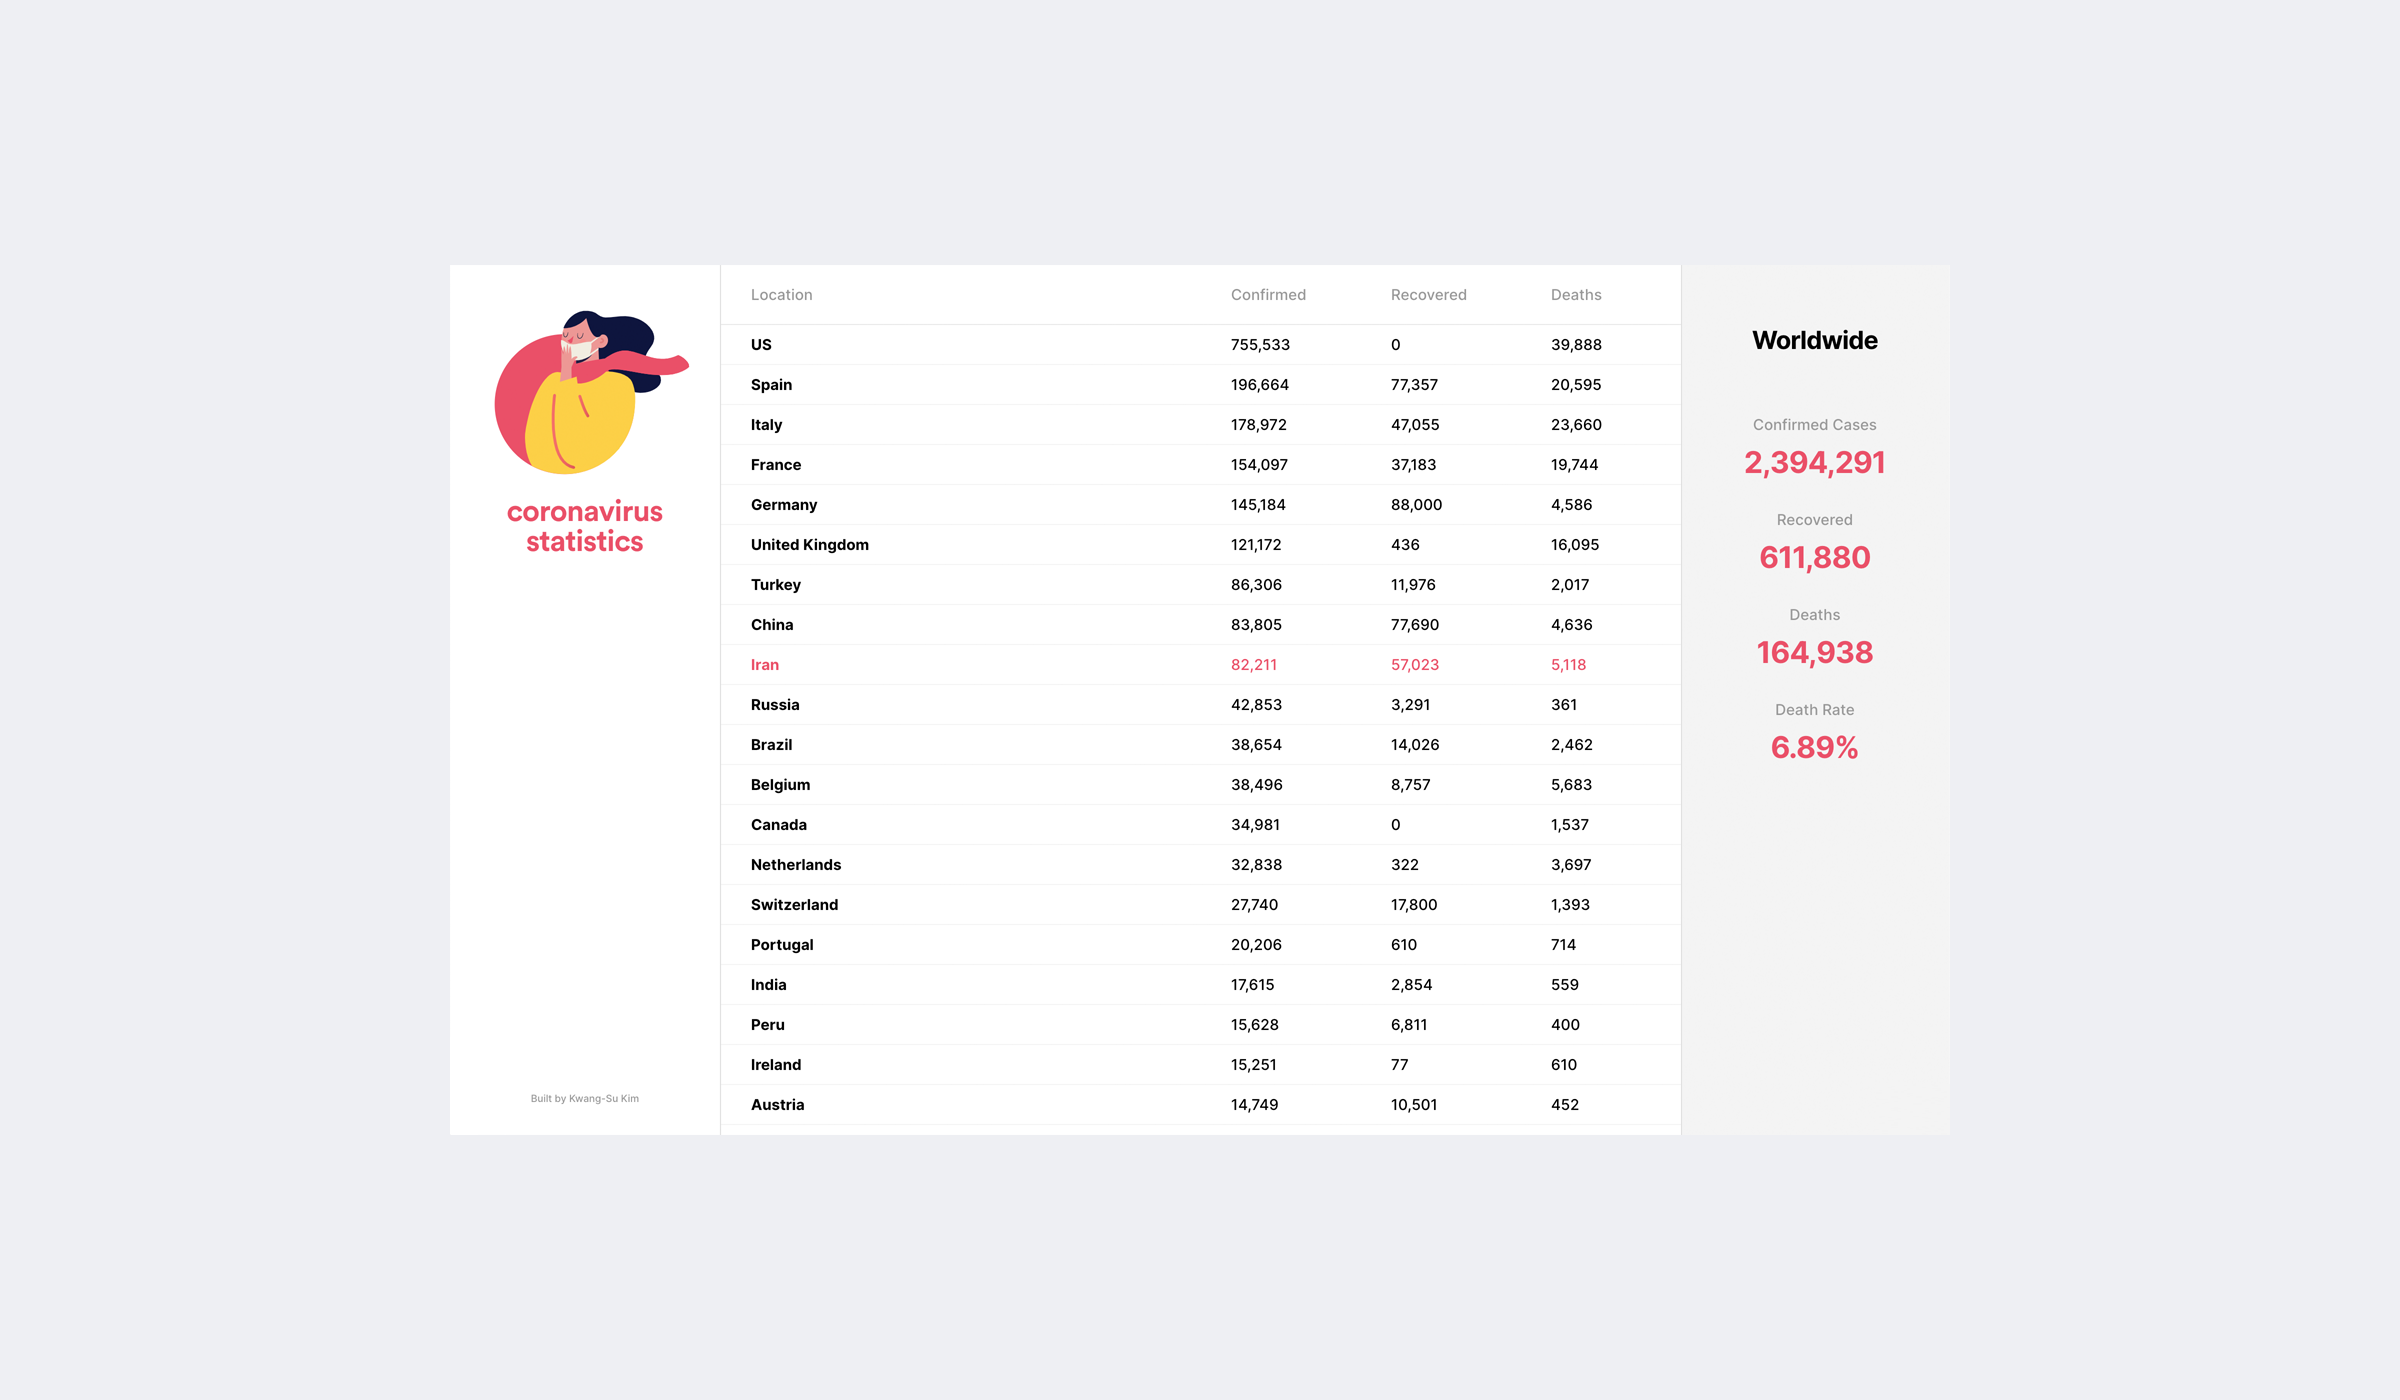 coronavirus
statistics
Built by Kwang-Su Kim
Location Confirmed Recovered Deaths
US 755,533 0 39,888
Spain 196,664 77,357 20,595
Italy 178,972 47,055 23,660
France 154,097 37,183 19,744
Germany 145,184 88,000 4,586
United Kingdom 121,172 436 16,095
Turkey 86,306 11,976 2,017
China 83,805 77,690 4,636
Iran 82,211 57,023 5,118
Russia 42,853 3,291 361
Brazil 38,654 14,026 2,462
Belgium 38,496 8,757 5,683
Canada 34,981 0 1,537
Netherlands 32,838 322 3,697
Switzerland 27,740 17,800 1,393
Portugal 20,206 610 714
India 17,615 2,854 559
Peru 15,628 6,811 400
Ireland 15,251 77 610
Austria 14,749 10,501 452
Worldwide
Confirmed Cases
2,394,291
Recovered
611,880
Deaths
164,938
Death Rate
6.89%